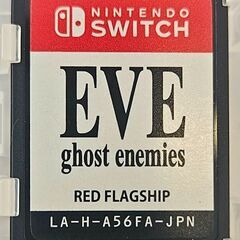 NINTENDO
SWITCH
EVE
ghost enemies
RED FLAGSHIP
LA-H-A56FA-JPN